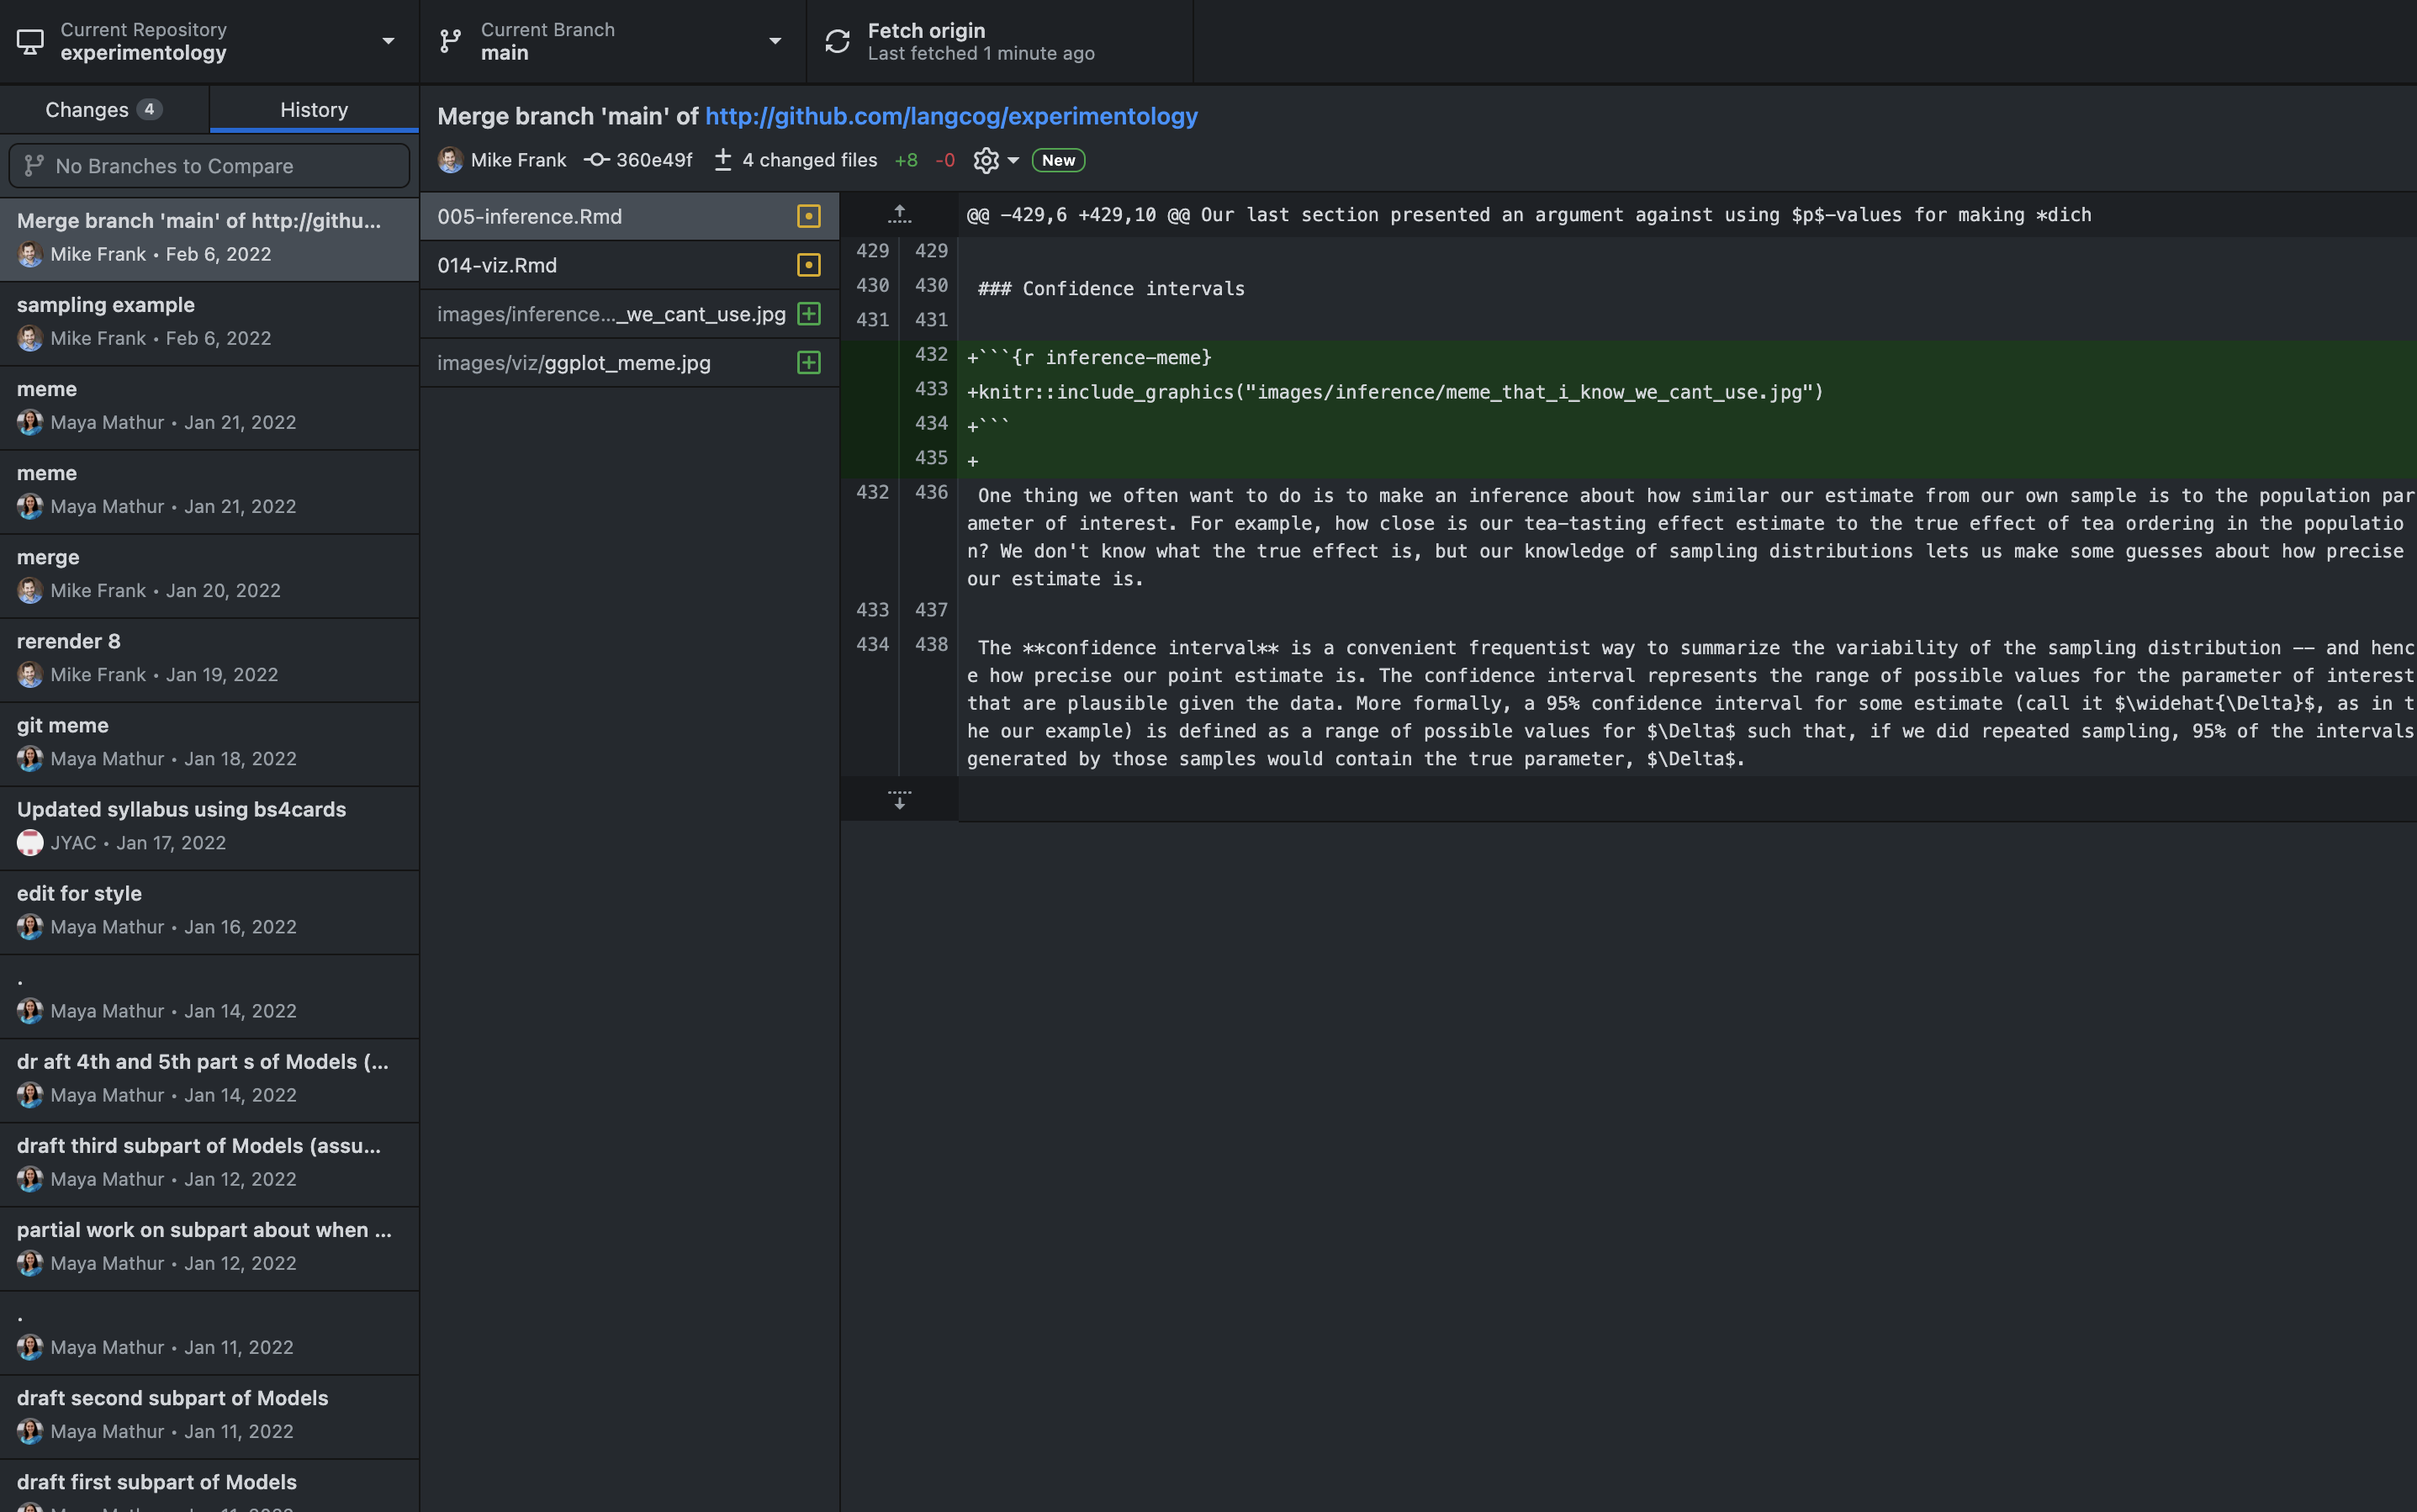 Current Repository
experimentology
Current Branch
main
Fetch origin
Last fetched 1 minute ago
Changes 4
History
No Branches to Compare
Merge branch 'main' of http://githu...
Mike Frank • Feb 6, 2022
sampling example
Mike Frank • Feb 6, 2022
meme
Maya Mathur • Jan 21, 2022
meme
Maya Mathur • Jan 21, 2022
merge
Mike Frank • Jan 20, 2022
rerender 8
Mike Frank • Jan 19, 2022
git meme
Maya Mathur • Jan 18, 2022
Updated syllabus using bs4cards
JYAC • Jan 17, 2022
edit for style
Maya Mathur • Jan 16, 2022
.
Maya Mathur • Jan 14, 2022
dr aft 4th and 5th part s of Models (...
Maya Mathur • Jan 14, 2022
draft third subpart of Models (assu...
Maya Mathur • Jan 12, 2022
partial work on subpart about when ...
Maya Mathur • Jan 12, 2022
.
Maya Mathur • Jan 11, 2022
draft second subpart of Models
Maya Mathur • Jan 11, 2022
draft first subpart of Models
Merge branch 'main' of http://github.com/langcog/experimentology
Mike Frank 360e49f 4 changed files +8 -0 New
005-inference.Rmd
014-viz.Rmd
images/inference..._we_cant_use.jpg
images/viz/ggplot_meme.jpg
@@ -429,6 +429,10 @@ Our last section presented an argument against using $p$-values for making *dich
429 429
430 430 ### Confidence intervals
431 431
432 +```{r inference-meme}
433 +knitr::include_graphics("images/inference/meme_that_i_know_we_cant_use.jpg")
434 +```
435 +
432 436 One thing we often want to do is to make an inference about how similar our estimate from our own sample is to the population par
ameter of interest. For example, how close is our tea-tasting effect estimate to the true effect of tea ordering in the populatio
n? We don't know what the true effect is, but our knowledge of sampling distributions lets us make some guesses about how precise
our estimate is.
433 437
434 438 The **confidence interval** is a convenient frequentist way to summarize the variability of the sampling distribution -- and henc
e how precise our point estimate is. The confidence interval represents the range of possible values for the parameter of interest
that are plausible given the data. More formally, a 95% confidence interval for some estimate (call it $\widehat{\Delta}$, as in t
he our example) is defined as a range of possible values for $\Delta$ such that, if we did repeated sampling, 95% of the intervals
generated by those samples would contain the true parameter, $\Delta$.